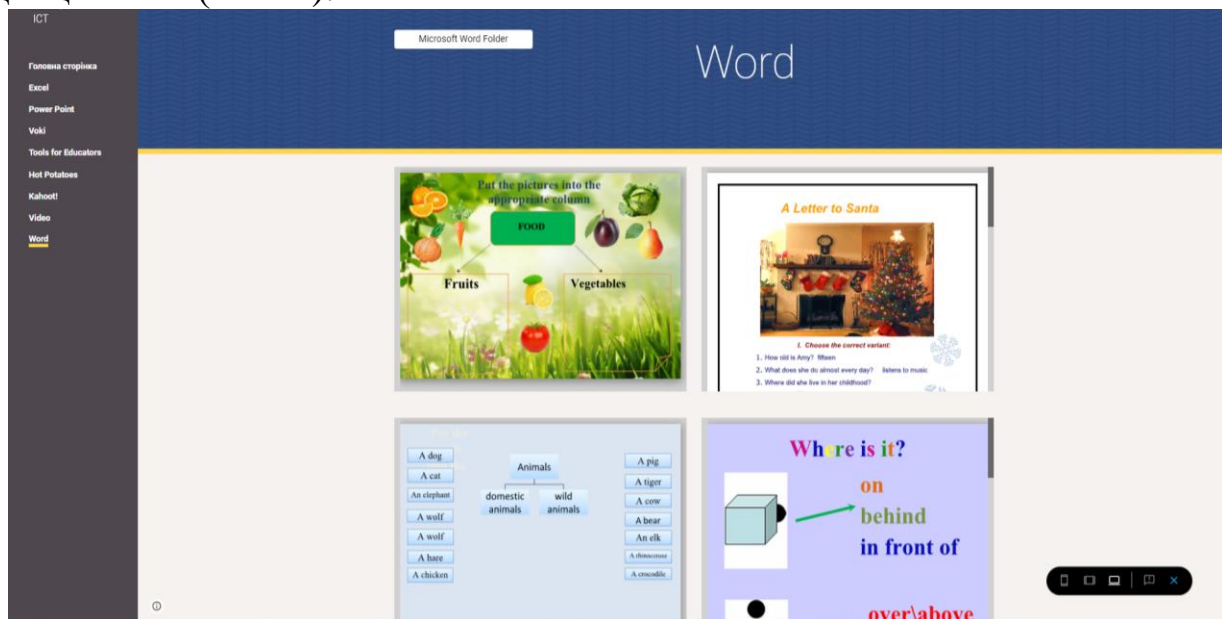 ICT
Головна сторінка
Excel
Power Point
Voki
Tools for Educators
Hot Potatoes
Kahoot!
Video
Word
Microsoft Word Folder
Word
Put the pictures into the
appropriate column
FOOD
Fruits
Vegetables
A Letter to Santa
I. Choose the correct variant:
1. How old is Amy? fifteen
2. What does she do almost every day? listens to music
3. Where did she live in her childhood?
A dog
A cat
An elephant
A wolf
A wolf
A hare
A chicken
Animals
domestic
animals
wild
animals
A pig
A tiger
A cow
A bear
An elk
A crocodile
Where is it?
on
behind
in front of
over\above